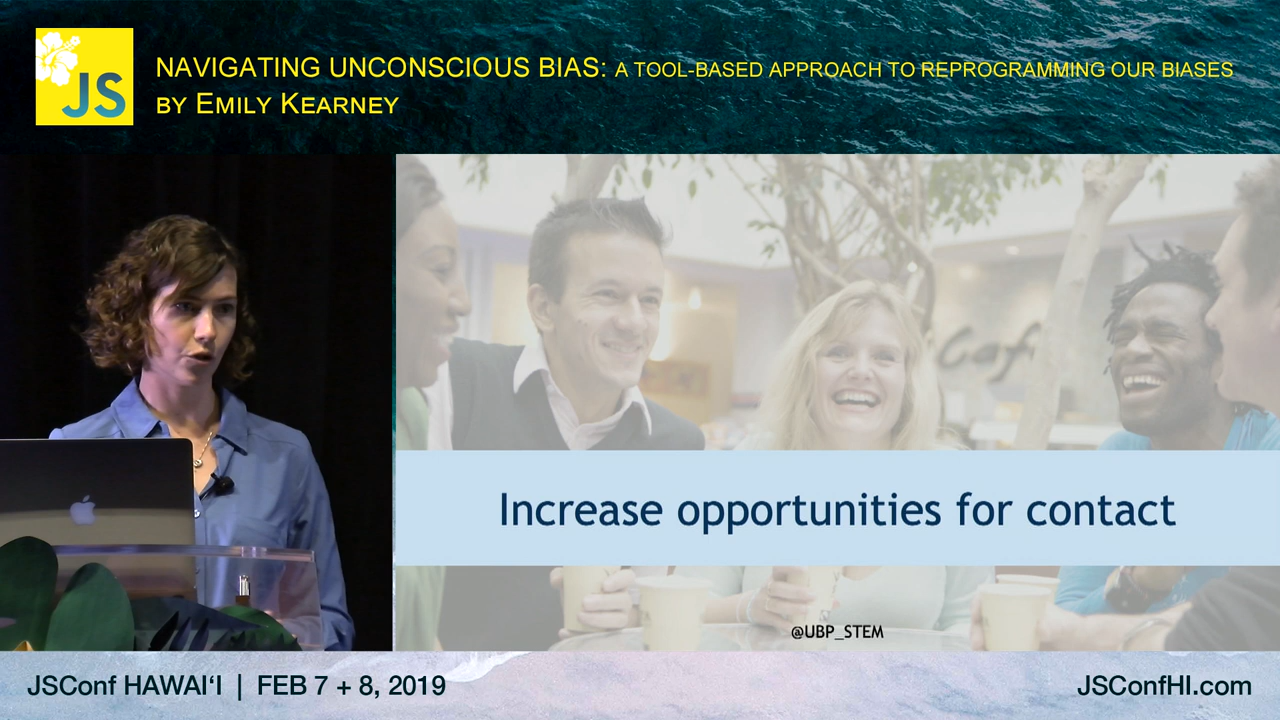 JS
NAVIGATING UNCONSCIOUS BIAS: A TOOL-BASED APPROACH TO REPROGRAMMING OUR BIASES
BY EMILY KEARNEY
Caf
Increase opportunities for contact
@UBP_STEM
JSConf HAWAIʻI | FEB 7 + 8, 2019
JSConfHI.com